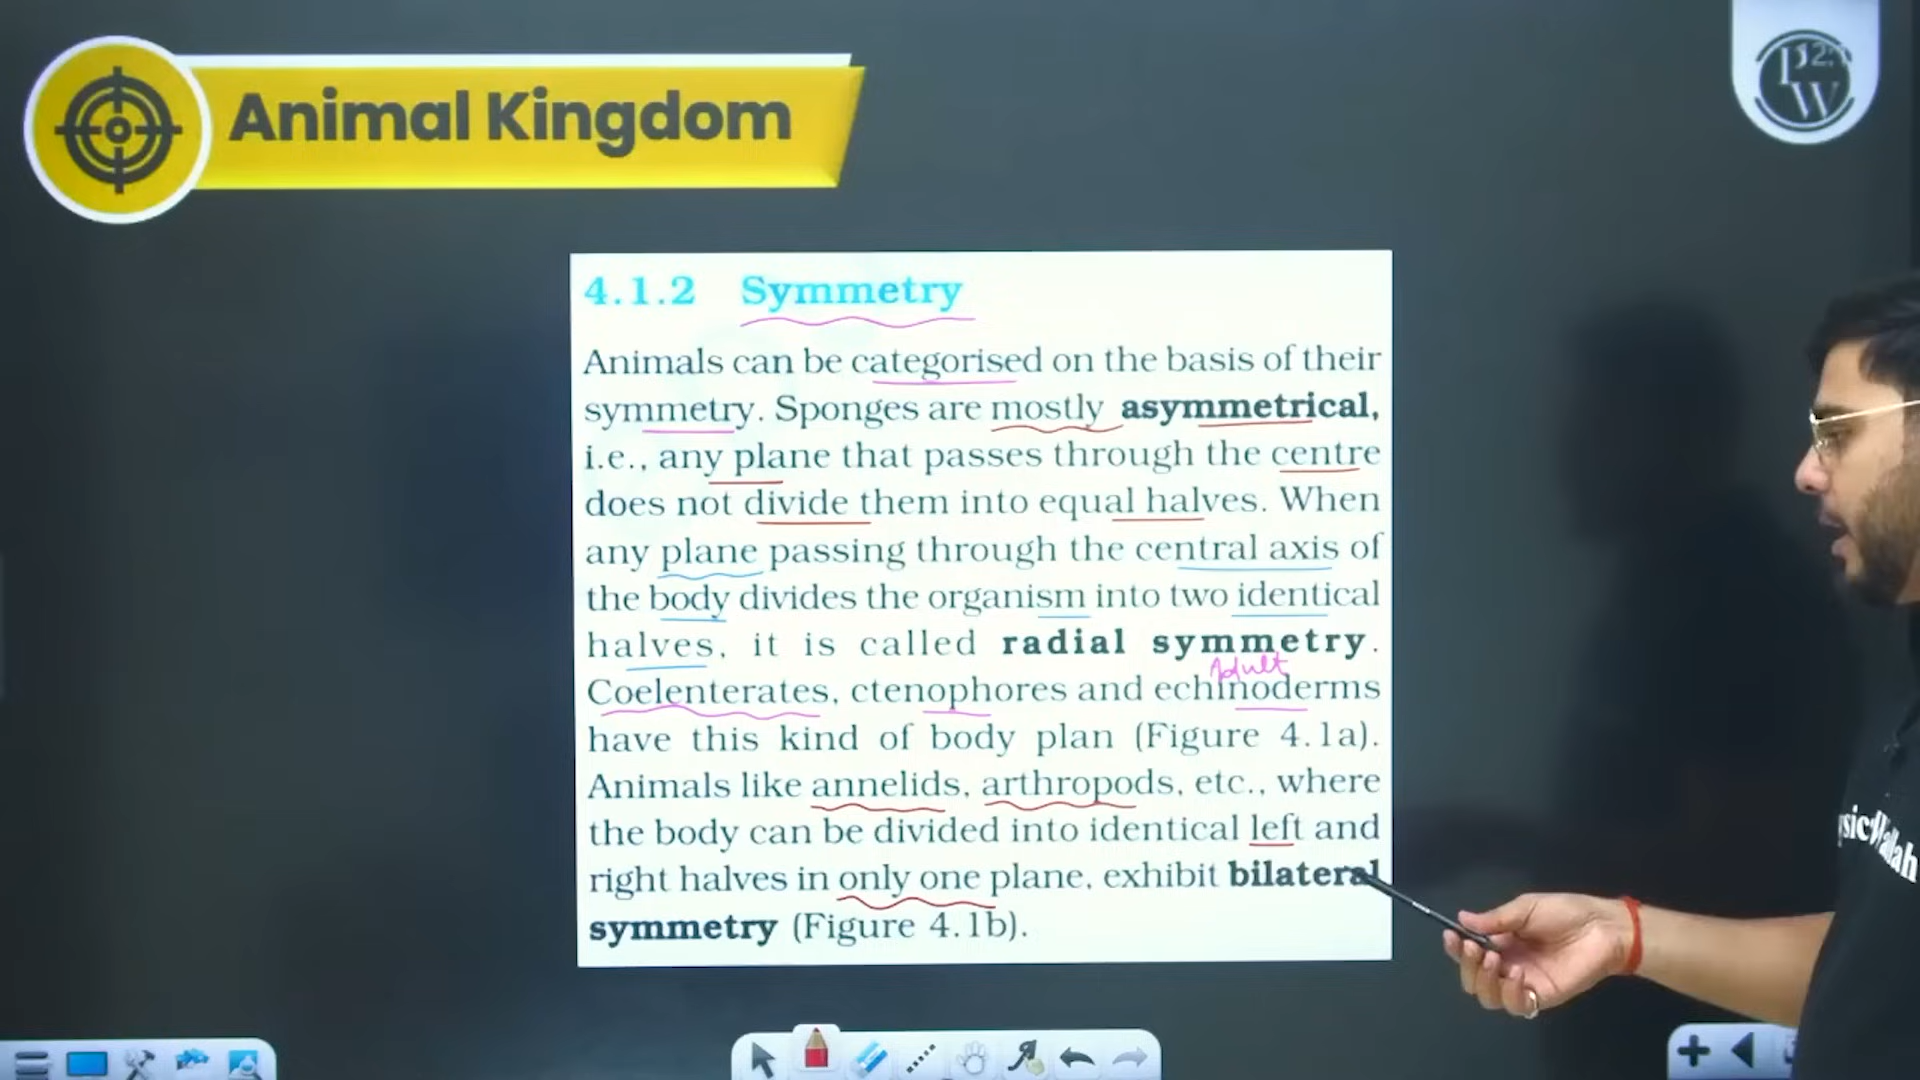 Animal Kingdom
PW
4.1.2 Symmetry
Animals can be categorised on the basis of their
symmetry. Sponges are mostly asymmetrical,
i.e., any plane that passes through the centre
does not divide them into equal halves. When
any plane passing through the central axis of
the body divides the organism into two identical
halves, it is called radial symmetry.
Adult
Coelenterates, ctenophores and echinoderms
have this kind of body plan (Figure 4.1a).
Animals like annelids, arthropods, etc., where
the body can be divided into identical left and
right halves in only one plane, exhibit bilateral
symmetry (Figure 4.1b).